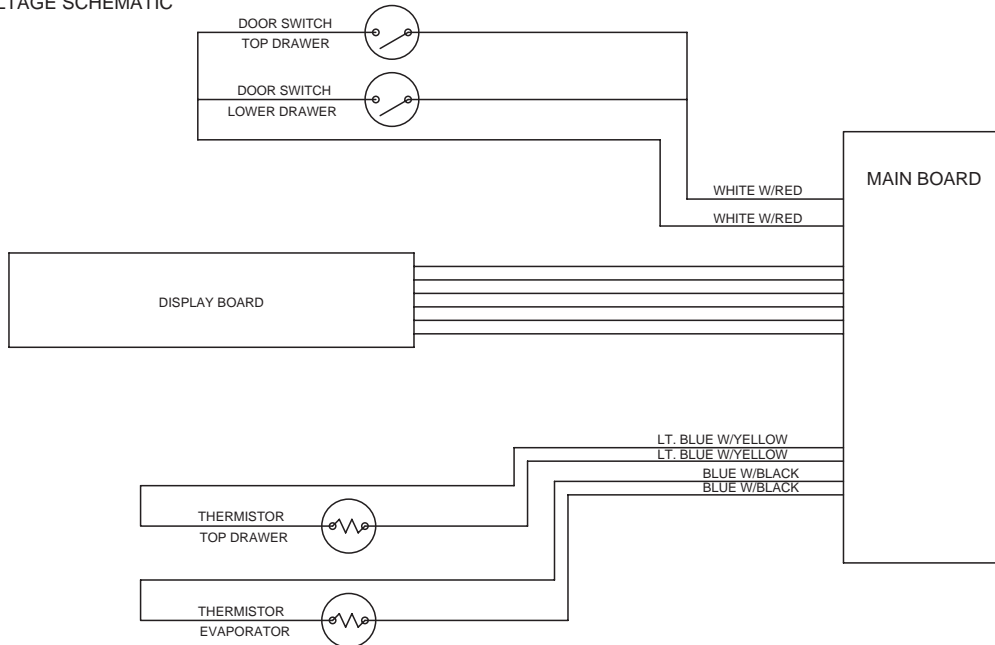 LTAGE SCHEMATIC
DOOR SWITCH
TOP DRAWER
DOOR SWITCH
LOWER DRAWER
MAIN BOARD
WHITE W/RED
WHITE W/RED
DISPLAY BOARD
LT. BLUE W/YELLOW
LT. BLUE W/YELLOW
BLUE W/BLACK
BLUE W/BLACK
THERMISTOR
TOP DRAWER
THERMISTOR
EVAPORATOR